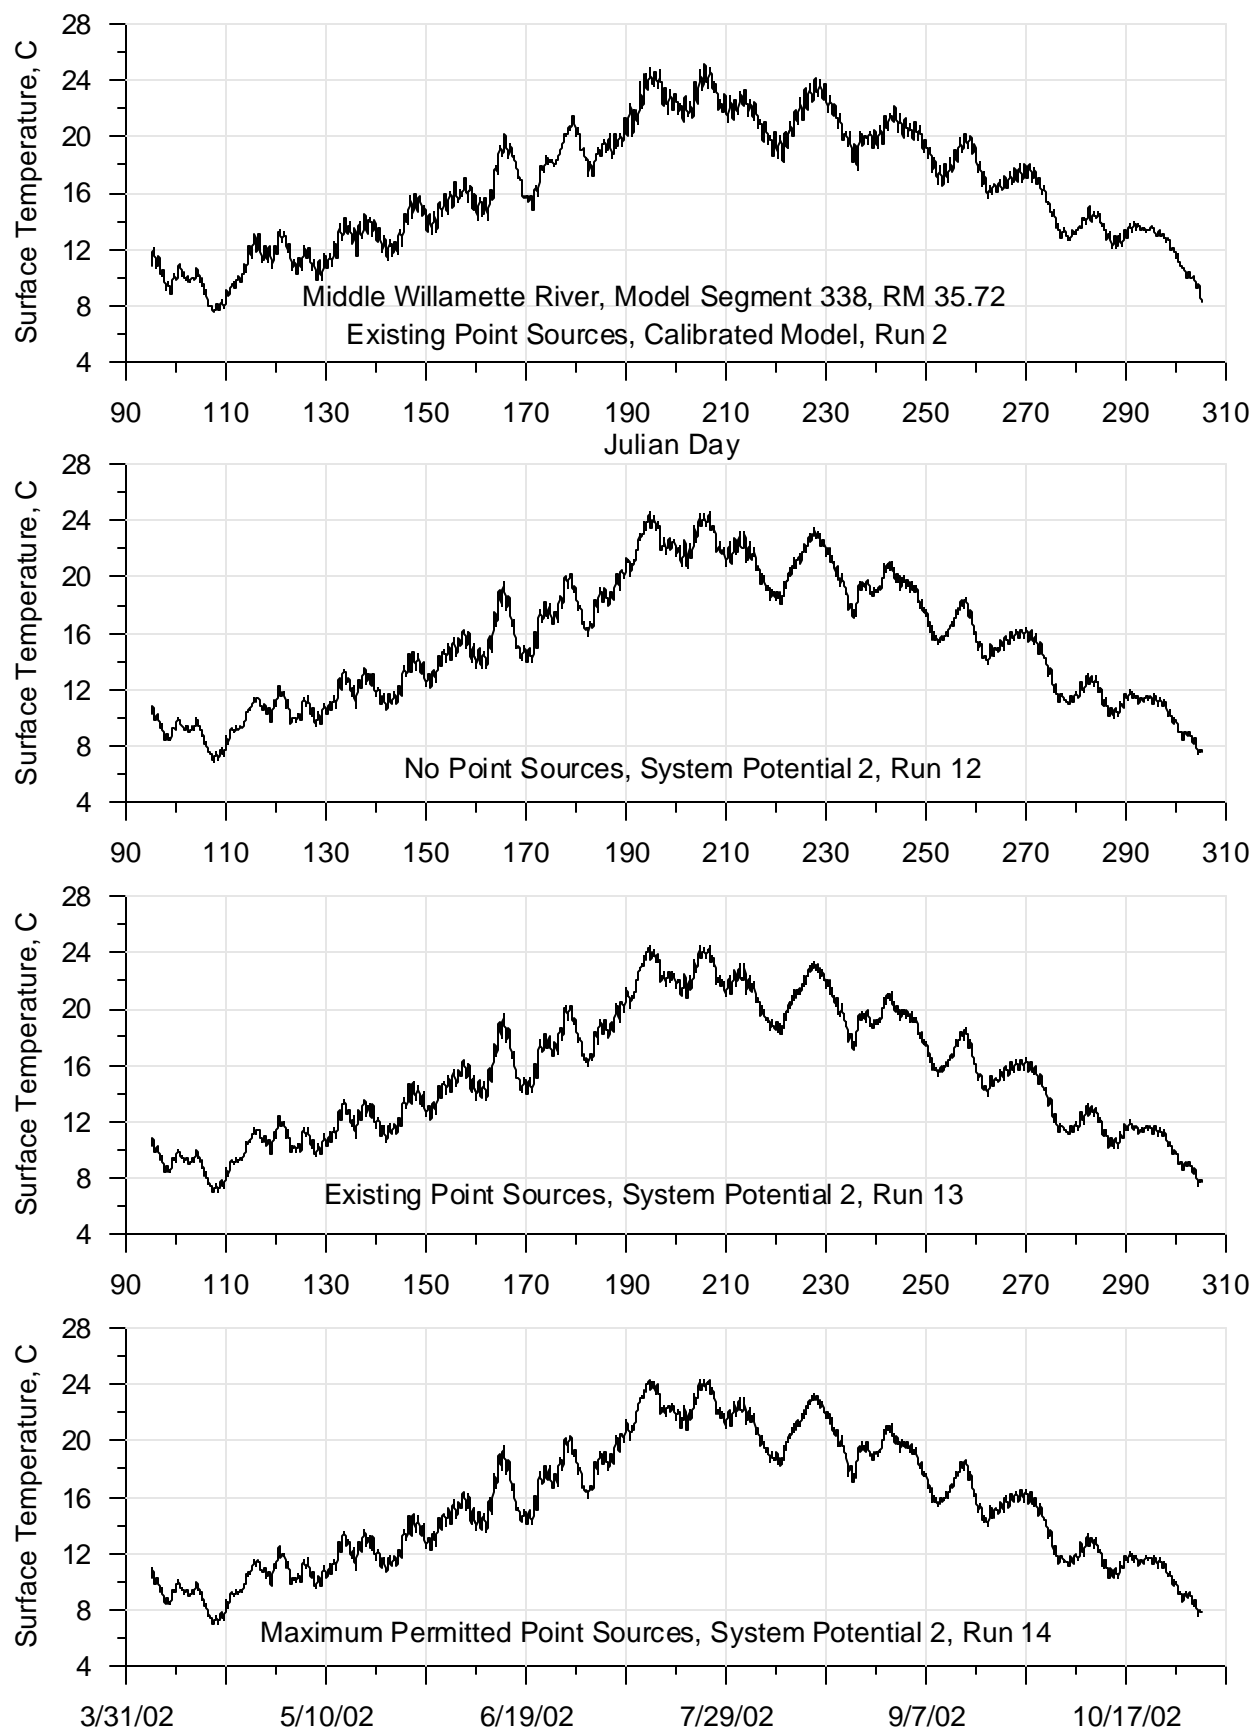 28
24
20
16
12
8
4
Surface Temperature, C
Middle Willamette River, Model Segment 338, RM 35.72
Existing Point Sources, Calibrated Model, Run 2
90 110 130 150 170 190 210 230 250 270 290 310
Julian Day
28
24
20
16
12
8
4
Surface Temperature, C
No Point Sources, System Potential 2, Run 12
90 110 130 150 170 190 210 230 250 270 290 310
28
24
20
16
12
8
4
Surface Temperature, C
Existing Point Sources, System Potential 2, Run 13
90 110 130 150 170 190 210 230 250 270 290 310
28
24
20
16
12
8
4
Surface Temperature, C
Maximum Permitted Point Sources, System Potential 2, Run 14
3/31/02 5/10/02 6/19/02 7/29/02 9/7/02 10/17/02